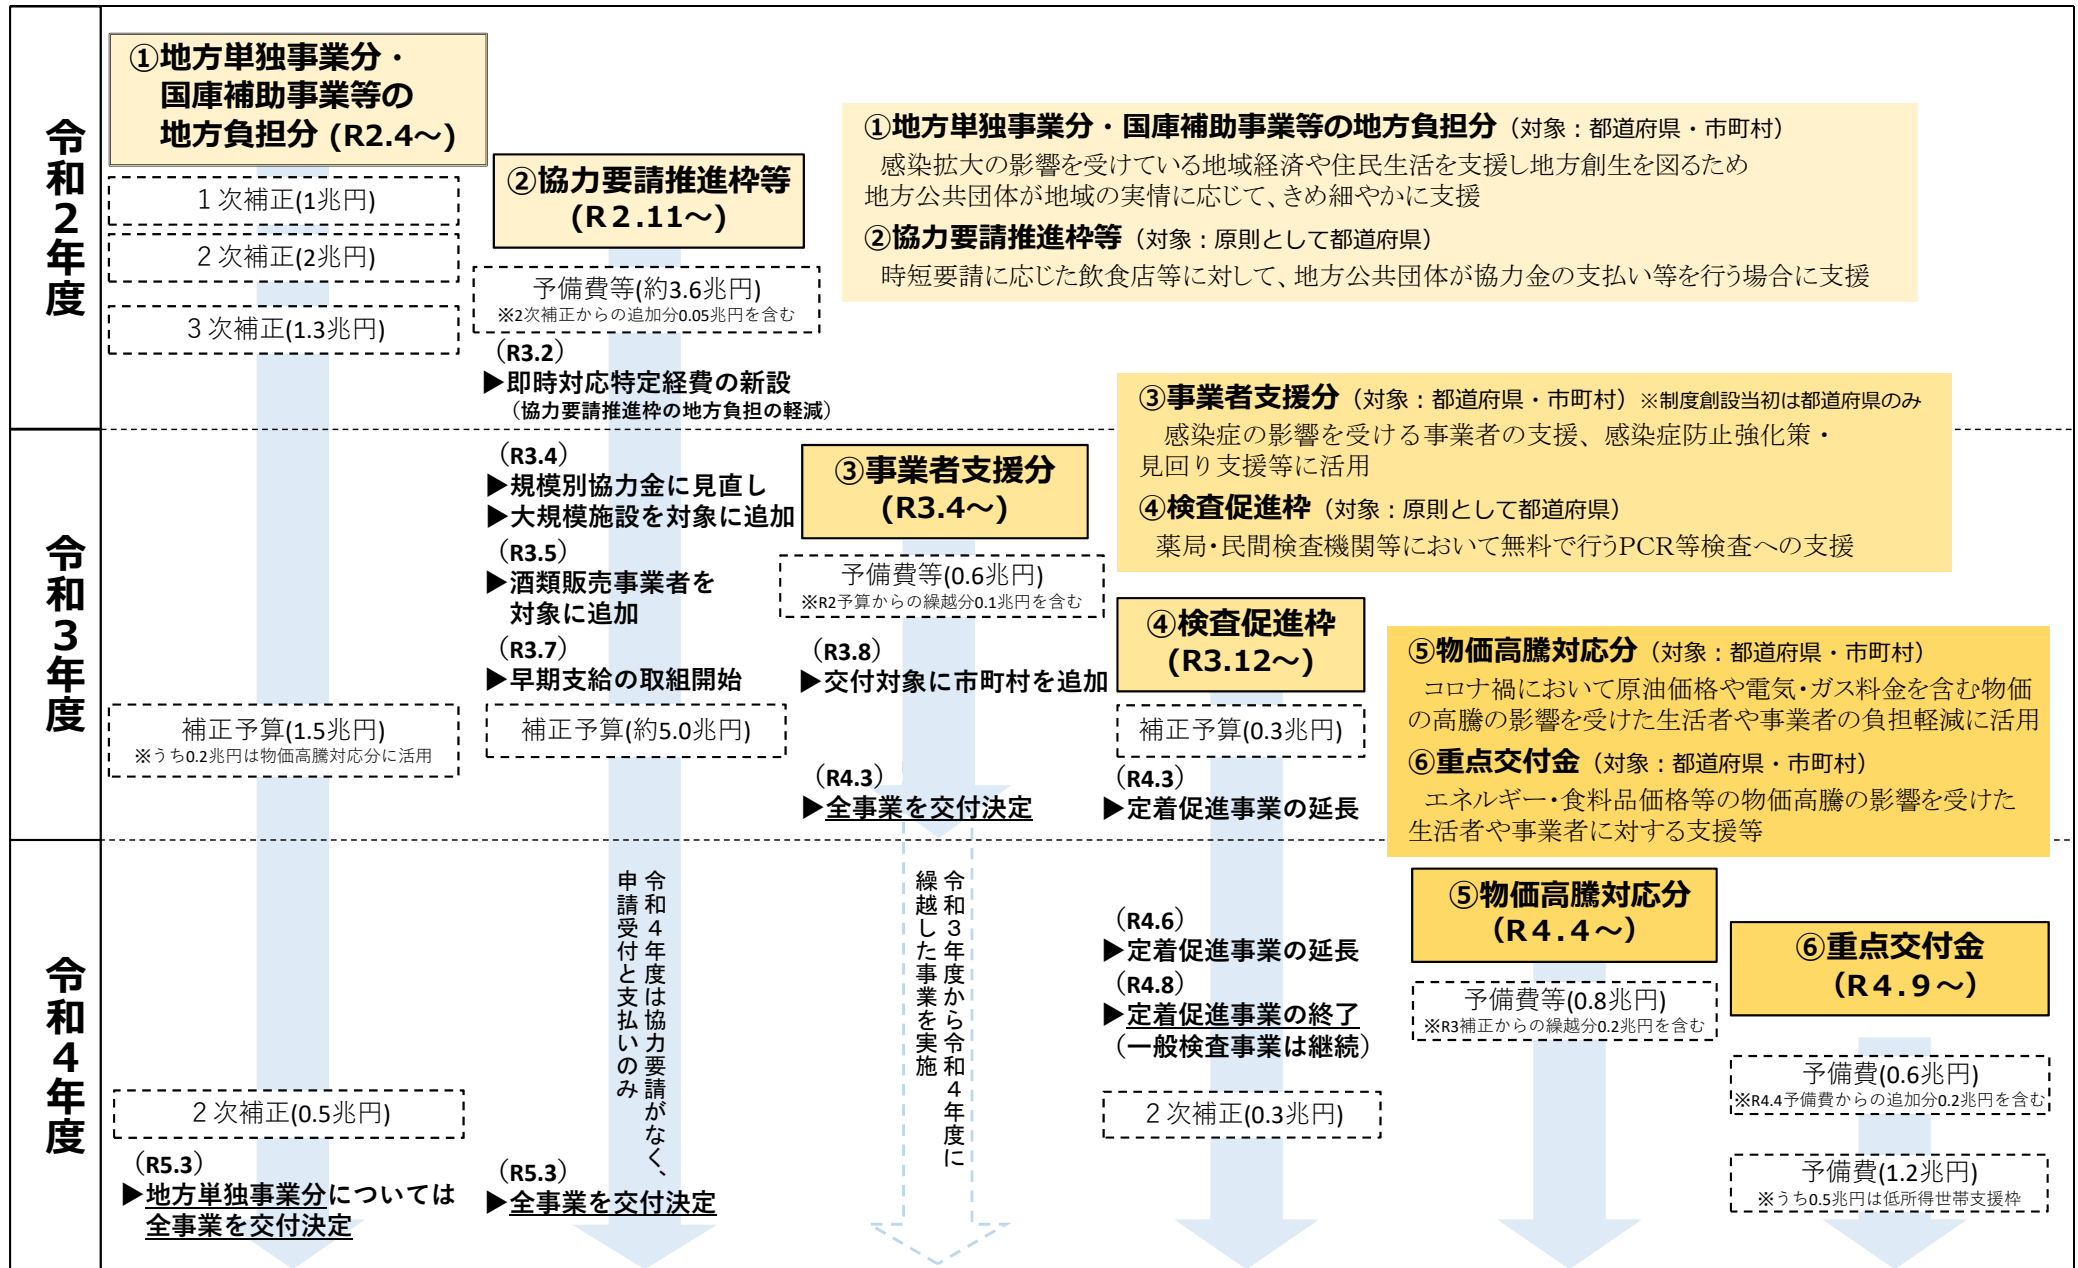 令和２年度
①地方単独事業分・
国庫補助事業等の
地方負担分 (R2.4～)
１次補正(1兆円)
２次補正(2兆円)
３次補正(1.3兆円)
②協力要請推進枠等
(R２.11～)
予備費等(約3.6兆円)
※2次補正からの追加分0.05兆円を含む
（R3.2）
▶即時対応特定経費の新設
（協力要請推進枠の地方負担の軽減）
①地方単独事業分・国庫補助事業等の地方負担分（対象：都道府県・市町村）
感染拡大の影響を受けている地域経済や住民生活を支援し地方創生を図るため
地方公共団体が地域の実情に応じて、きめ細やかに支援
②協力要請推進枠等（対象：原則として都道府県）
時短要請に応じた飲食店等に対して、地方公共団体が協力金の支払い等を行う場合に支援
③事業者支援分（対象：都道府県・市町村）※制度創設当初は都道府県のみ
感染症の影響を受ける事業者の支援、感染症防止強化策・
見回り支援等に活用
④検査促進枠（対象：原則として都道府県）
薬局・民間検査機関等において無料で行うPCR等検査への支援
令和３年度
補正予算(1.5兆円)
※うち0.2兆円は物価高騰対応分に活用
（R3.4）
▶規模別協力金に見直し
▶大規模施設を対象に追加
（R3.5）
▶酒類販売事業者を
対象に追加
（R3.7）
▶早期支給の取組開始
補正予算(約5.0兆円)
③事業者支援分
(R3.4～)
予備費等(0.6兆円)
※R2予算からの繰越分0.1兆円を含む
（R3.8）
▶交付対象に市町村を追加
（R4.3）
▶全事業を交付決定
④検査促進枠
(R3.12～)
補正予算(0.3兆円)
（R4.3）
▶定着促進事業の延長
⑤物価高騰対応分（対象：都道府県・市町村）
コロナ禍において原油価格や電気・ガス料金を含む物価
の高騰の影響を受けた生活者や事業者の負担軽減に活用
⑥重点交付金（対象：都道府県・市町村）
エネルギー・食料品価格等の物価高騰の影響を受けた
生活者や事業者に対する支援等
令和４年度
２次補正(0.5兆円)
（R5.3）
▶地方単独事業分については
全事業を交付決定
令和４年度は協力要請がなく、
申請受付と支払いのみ
（R5.3）
▶全事業を交付決定
令和３年度から令和４年度に
繰越した事業を実施
（R4.6）
▶定着促進事業の延長
（R4.8）
▶定着促進事業の終了
（一般検査事業は継続）
２次補正(0.3兆円)
⑤物価高騰対応分
（R４.４～）
予備費等(0.8兆円)
※R3補正からの繰越分0.2兆円を含む
⑥重点交付金
（R４.９～）
予備費(0.6兆円)
※R4.4予備費からの追加分0.2兆円を含む
予備費(1.2兆円)
※うち0.5兆円は低所得世帯支援枠